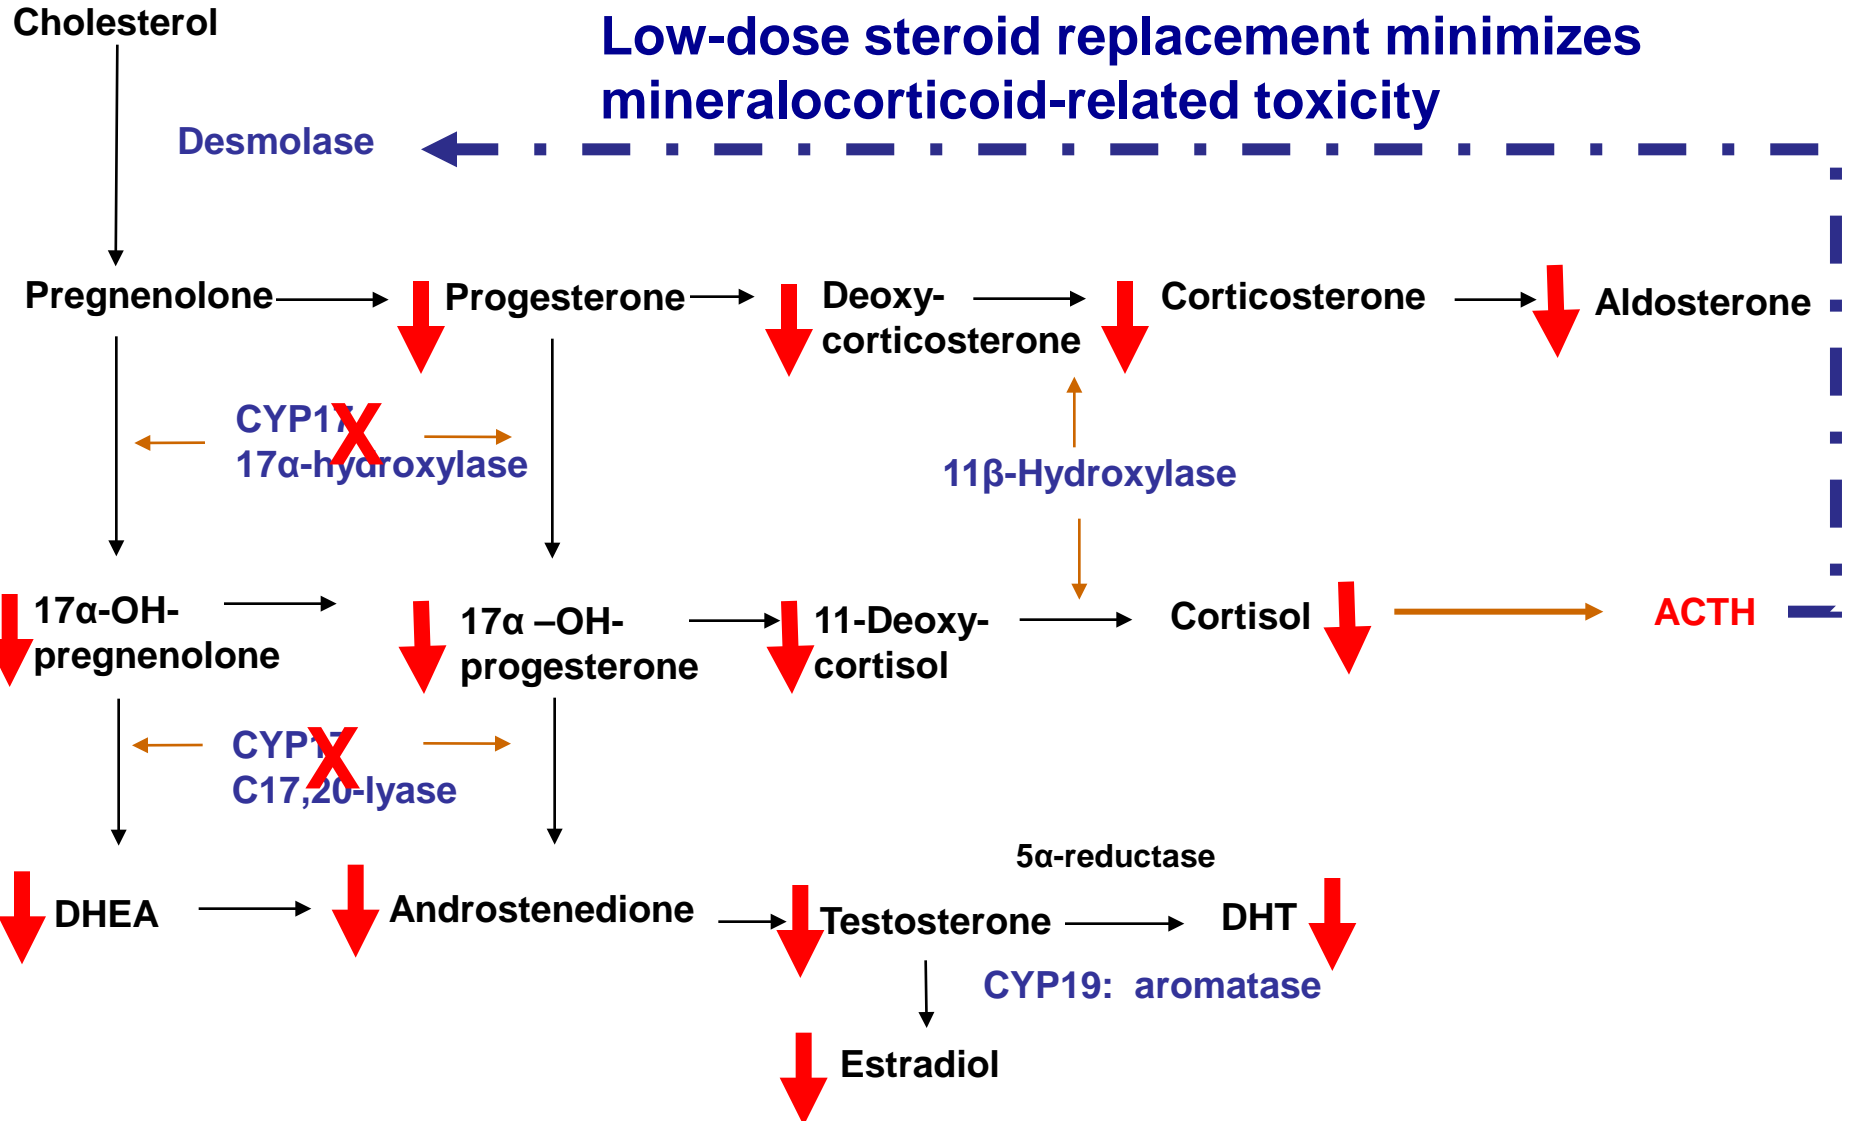 Cholesterol
Low-dose steroid replacement minimizes
mineralocorticoid-related toxicity
Desmolase
Pregnenolone
Progesterone
Deoxy-
corticosterone
Corticosterone
Aldosterone
CYP17
17α-hydroxylase
X
11β-Hydroxylase
17α-OH-
pregnenolone
17α –OH-
progesterone
11-Deoxy-
cortisol
Cortisol
ACTH
CYP17
C17,20-lyase
X
5α-reductase
DHEA
Androstenedione
Testosterone
DHT
CYP19: aromatase
Estradiol